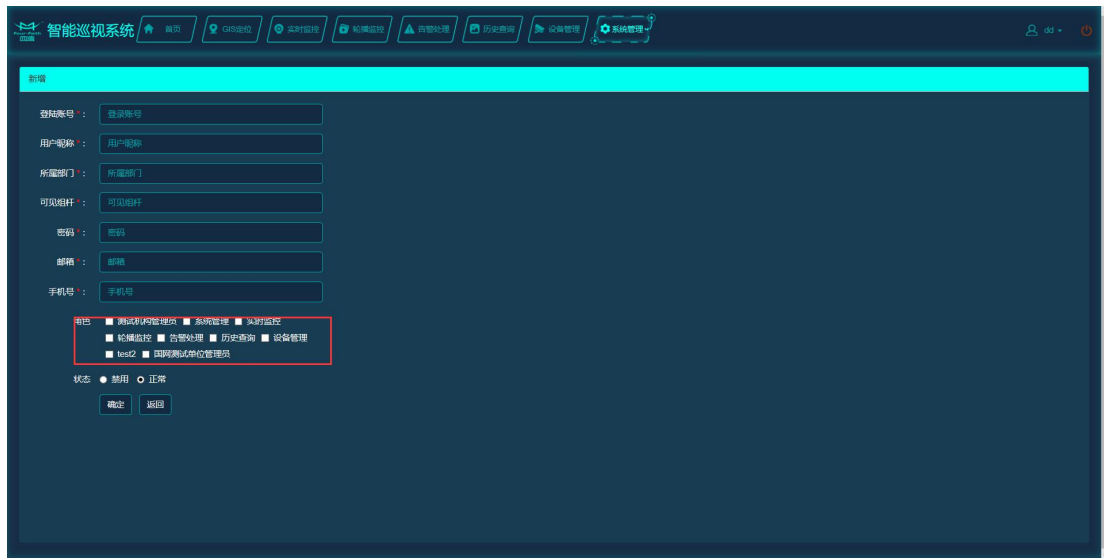 智能巡视系统 首页 GIS定位 实时监控 轮播监控 告警处理 历史查询 设备管理 系统管理 dd
新增
登陆账号*： 登录账号
用户昵称*： 用户昵称
所属部门*： 所属部门
可见组杆*： 可见组杆
密码*： 密码
邮箱*： 邮箱
手机号*： 手机号
角色 测试机构管理员 系统管理 实时监控
轮播监控 告警处理 历史查询 设备管理
test2 国网测试单位管理员
状态 禁用 正常
确定 返回